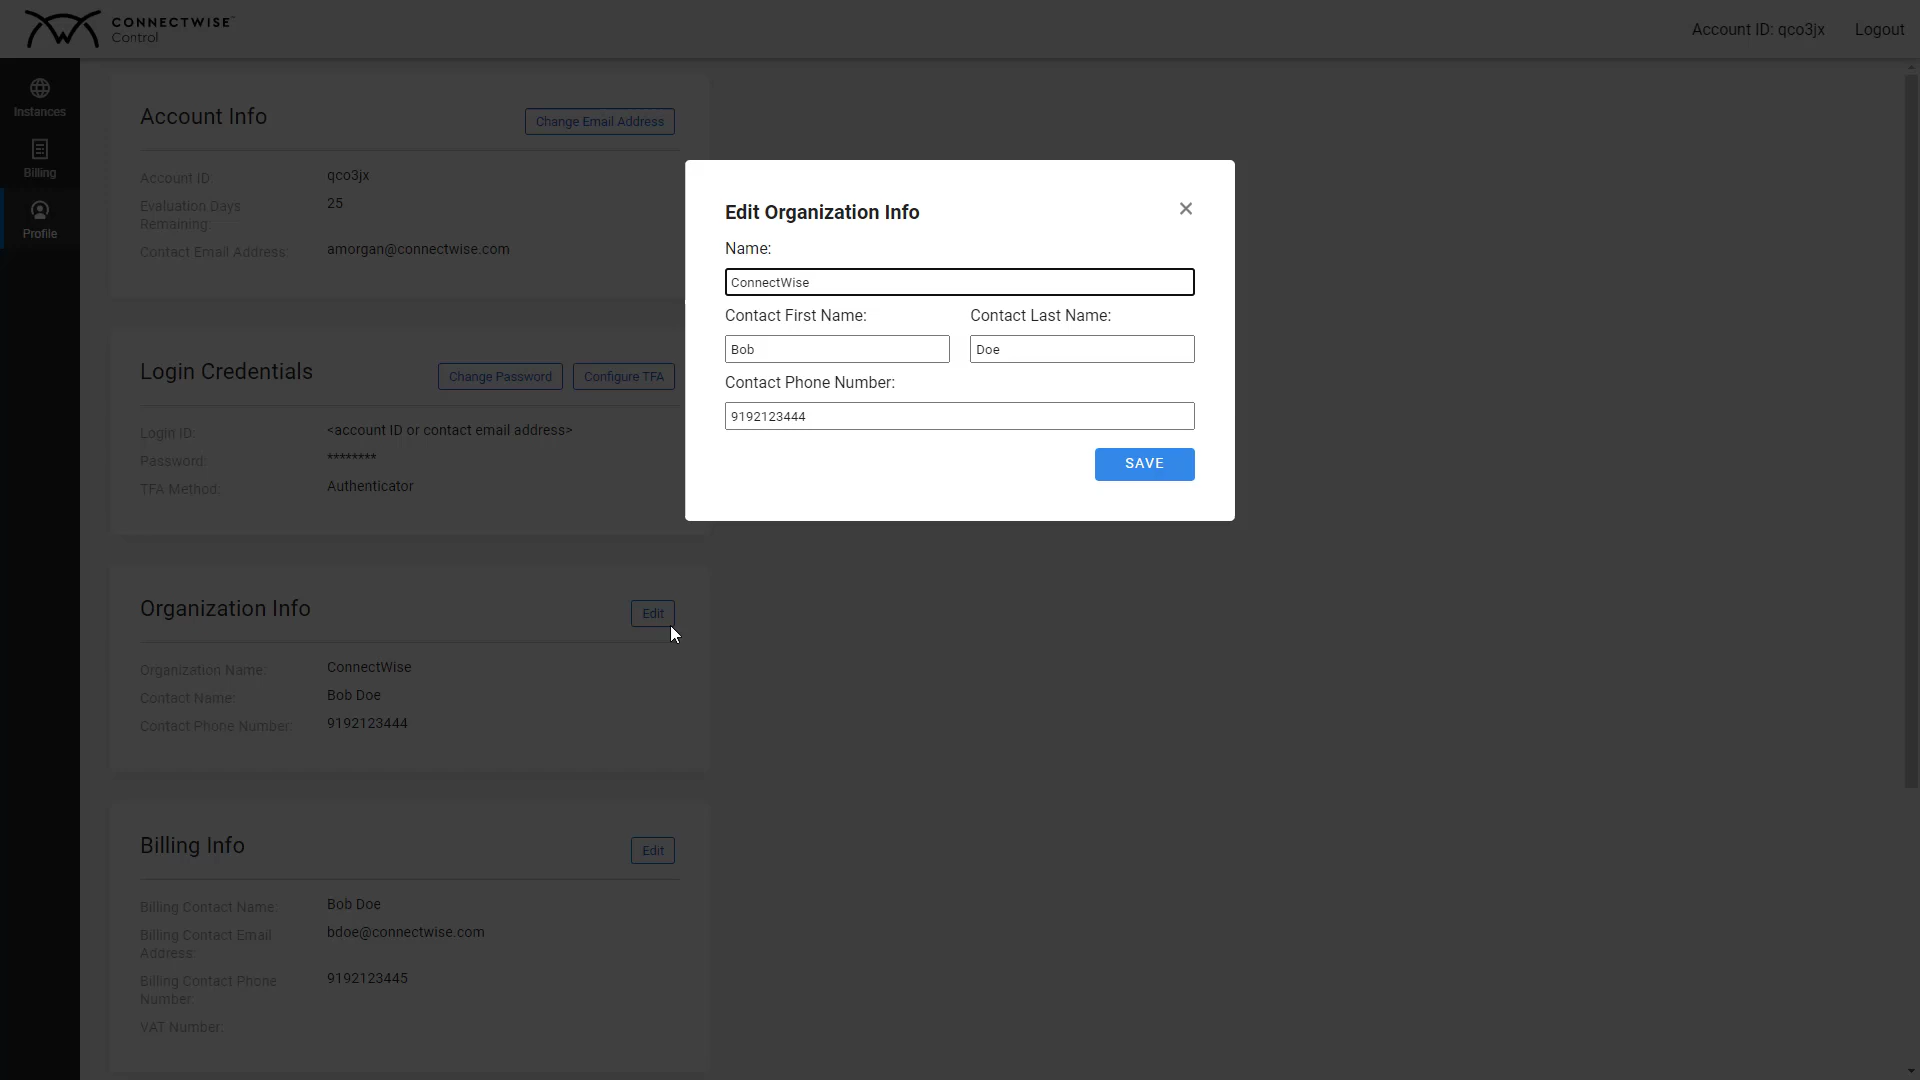 CONNECTWISE
Control
Account ID: qco3jx
Logout
Instances
Billing
Profile
Account Info
Change Email Address
Account ID:
qco3jx
Evaluation Days
Remaining:
25
Contact Email Address:
amorgan@connectwise.com
Login Credentials
Change Password
Configure TFA
Login ID:
<account ID or contact email address>
Password:
********
TFA Method:
Authenticator
Organization Info
Edit
Organization Name:
ConnectWise
Contact Name:
Bob Doe
Contact Phone Number:
9192123444
Billing Info
Edit
Billing Contact Name:
Bob Doe
Billing Contact Email
Address:
bdoe@connectwise.com
Billing Contact Phone
Number:
9192123445
VAT Number:
Edit Organization Info
×
Name:
ConnectWise
Contact First Name:
Contact Last Name:
Bob
Doe
Contact Phone Number:
9192123444
SAVE